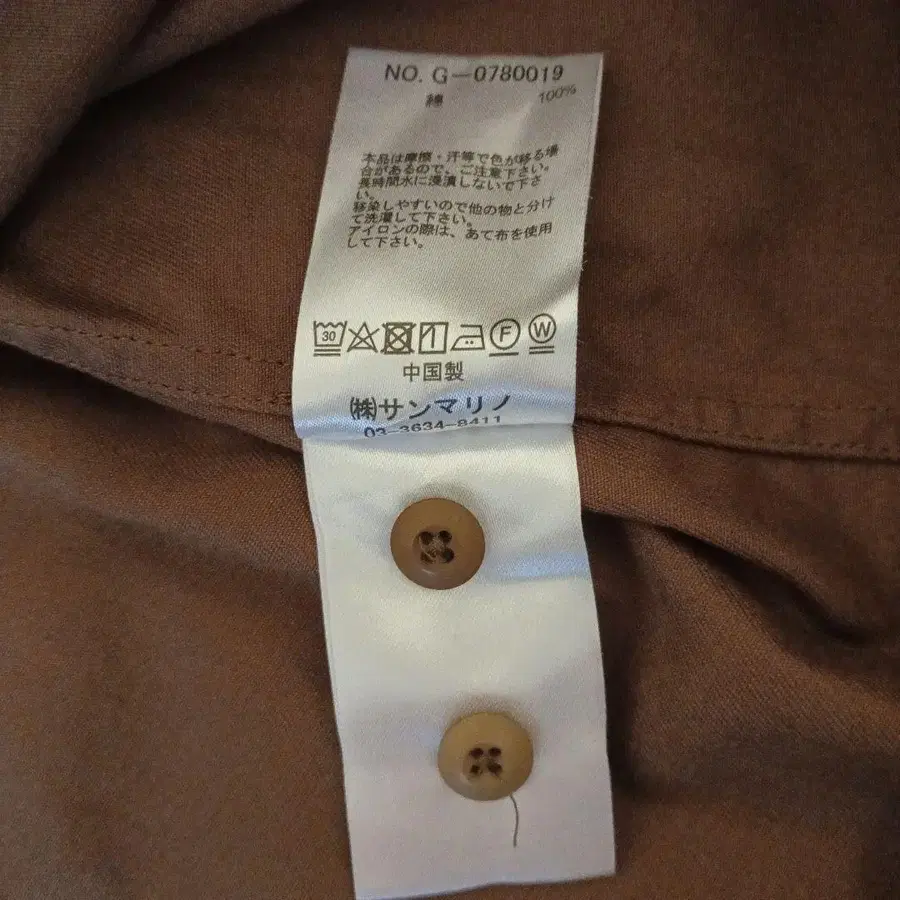 NO. G-0780019
綿 100%
本品は摩擦・汗等で色が移る場
合があるので、ご注意下さい。
長時間水に浸漬しないで下さ
い。
移染しやすいので他の物と分け
て洗濯して下さい。
アイロンの際は、あて布を使用
して下さい。
30 F W
中国製
㈱サンマリノ
03-3634-8411